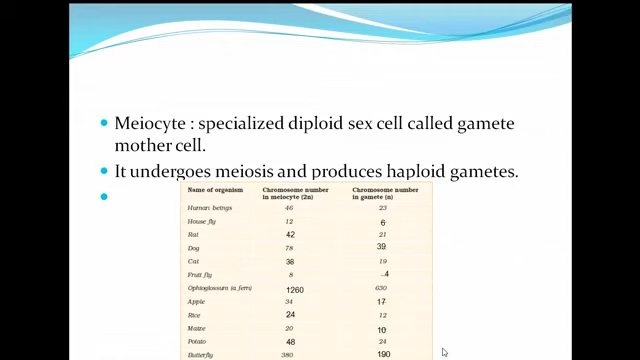 Meiocyte : specialized diploid sex cell called gamete
mother cell.
It undergoes meiosis and produces haploid gametes.
Name of organism Chromosome number in meiocyte (2n) Chromosome number in gamete (n)
Human beings 46 23
House fly 12 6
Rat 42 21
Dog 78 39
Cat 38 19
Fruit fly 8 4
Ophioglossum (a fern) 1260 630
Apple 34 17
Rice 24 12
Maize 20 10
Potato 48 24
Butterfly 380 190